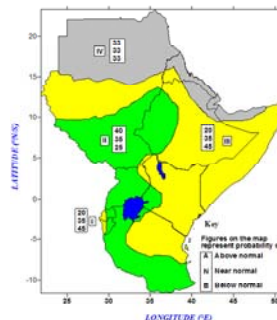 20
15
10
5
0
-5
-10
LATITUDE (°N/S)
IV
33
33
33
II
40
35
25
III
20
35
45
20
35
45
I
Key
Figures on the map
represent probability of
A Above normal
N Near normal
B Below normal
25
30
35
40
45
50
LONGITUDE (°E)